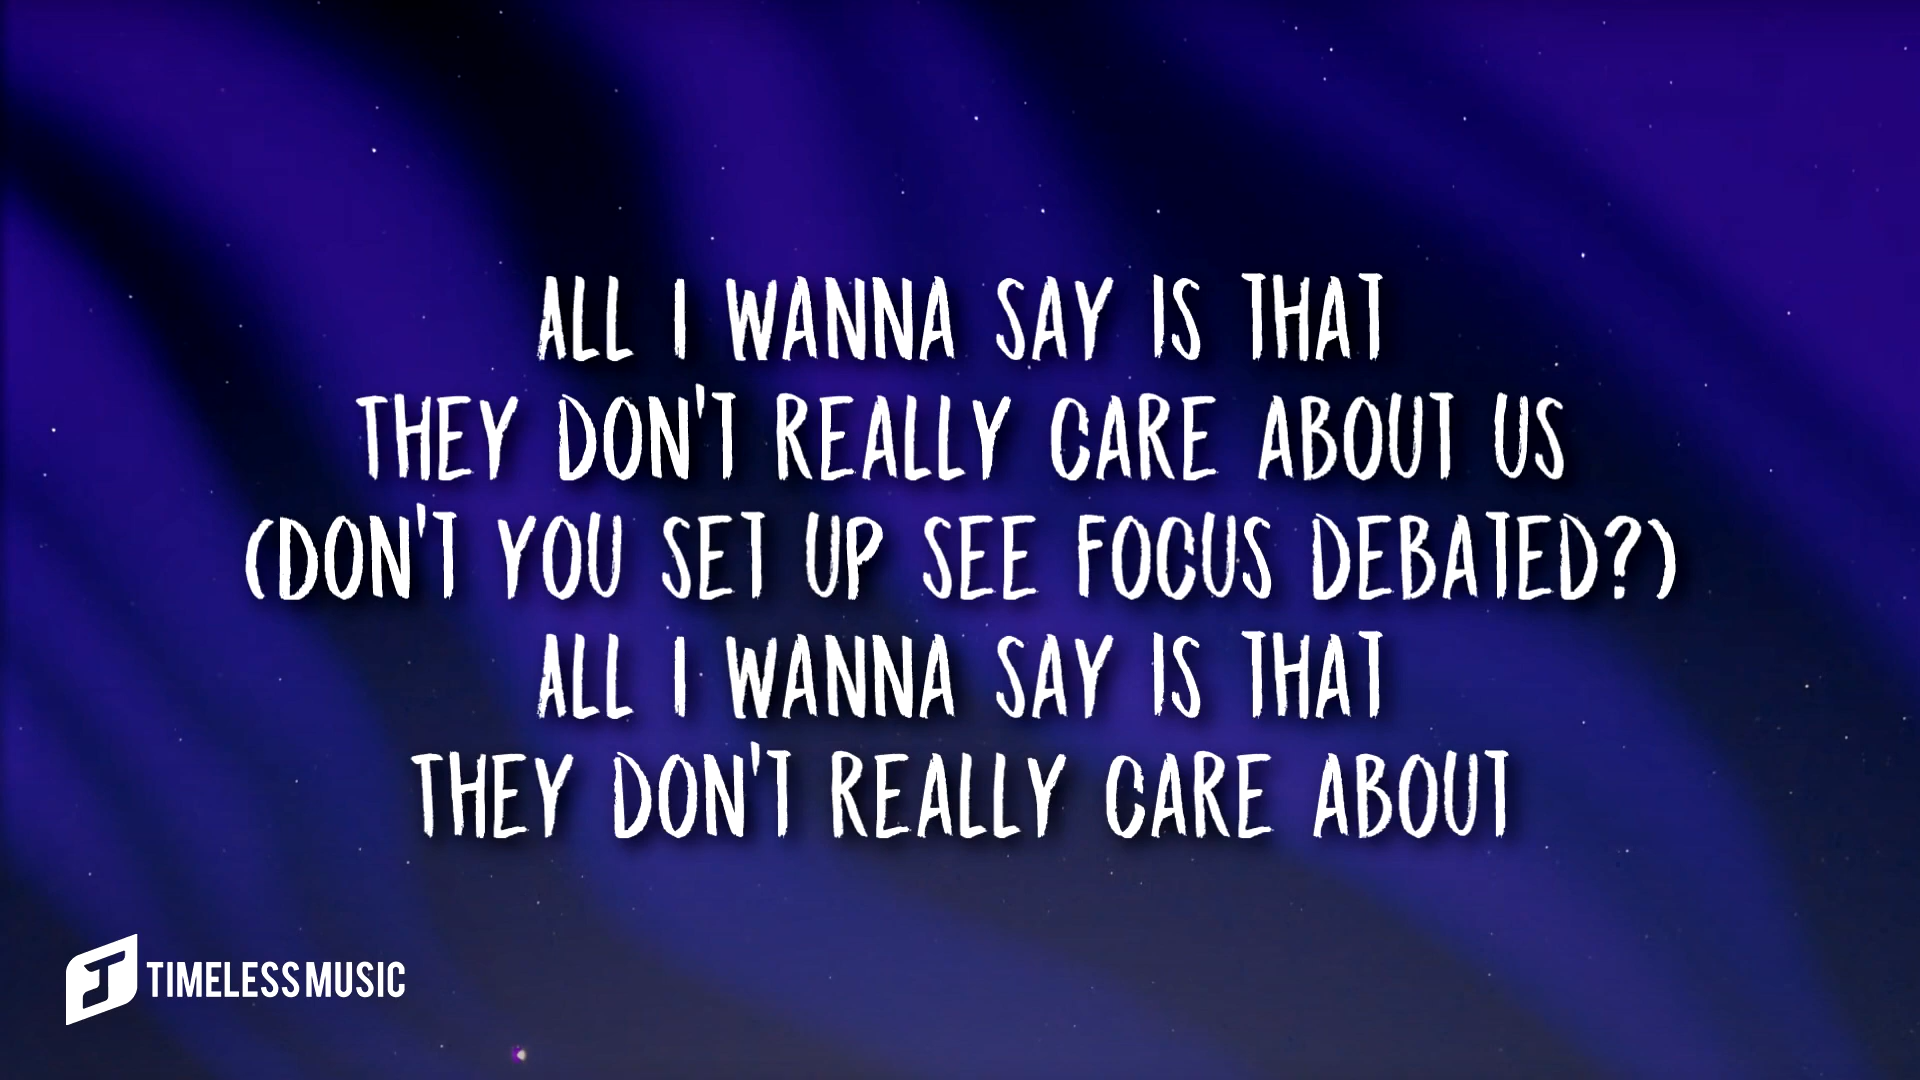 ALL I WANNA SAY IS THAT
THEY DON'T REALLY CARE ABOUT US
(DON'T YOU SET UP SEE FOCUS DEBATED?)
ALL I WANNA SAY IS THAT
THEY DON'T REALLY CARE ABOUT
TIMELESS MUSIC